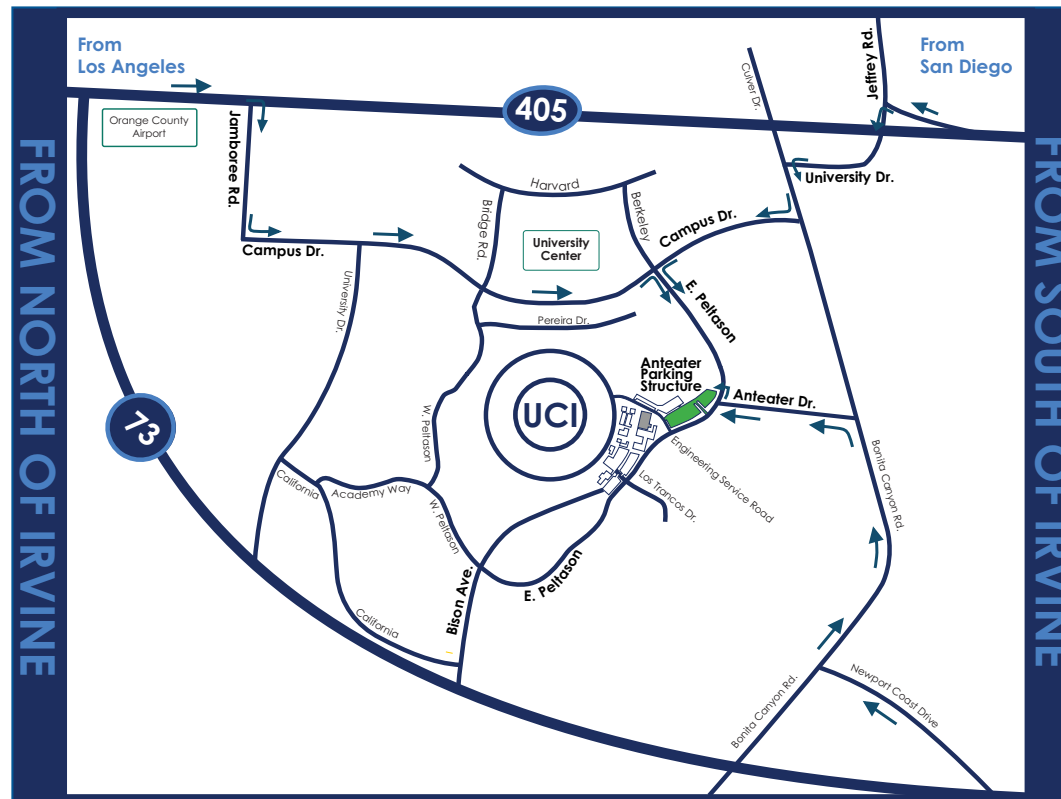 From
Los Angeles
From
San Diego
Jeffrey Rd.
Culver Dr.
405
Orange County
Airport
Jamboree Rd.
University Dr.
Harvard
Bridge Rd.
Berkeley
Campus Dr.
University
Center
Campus Dr.
University Dr.
E. Peltason
Pereira Dr.
Anteater
Parking
Structure
Anteater Dr.
UCI
73
W. Peltason
Engineering Service Road
Bonita Canyon Rd.
California
Academy Way
Los Trancos Dr.
W. Peltason
E. Peltason
Bison Ave.
California
Newport Coast Drive
Bonita Canyon Rd.
FROM NORTH OF IRVINE
FROM SOUTH OF IRVINE